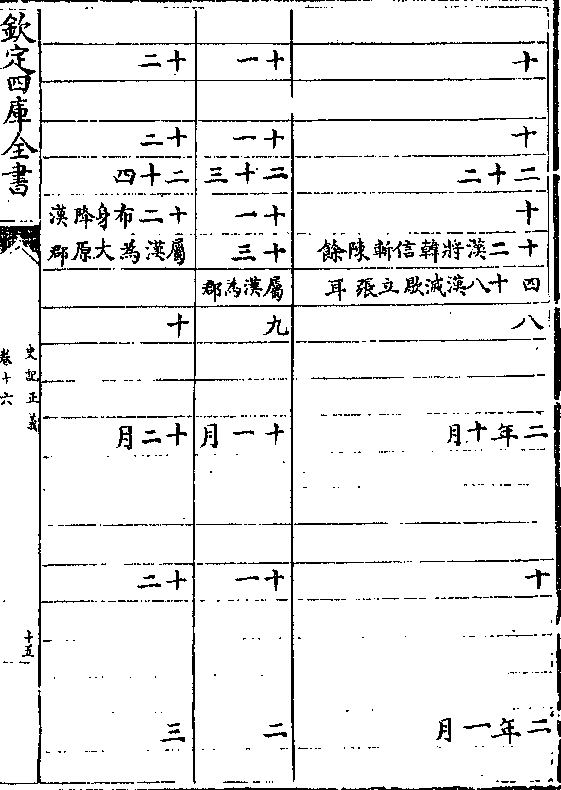 十
十
二十二
十
十二漢將韓信斬陳餘
四十八漢滅歇立張耳
八
二年十月
十
二年一月
十一
十一
二十三
十一
十三
屬漢為郡
九
十一月
十一
二
十二
十二
二十四
十二布身降漢
屬漢為大原郡
十
十二月
十二
三
欽定四庫全書
史記正義
卷十六
十五